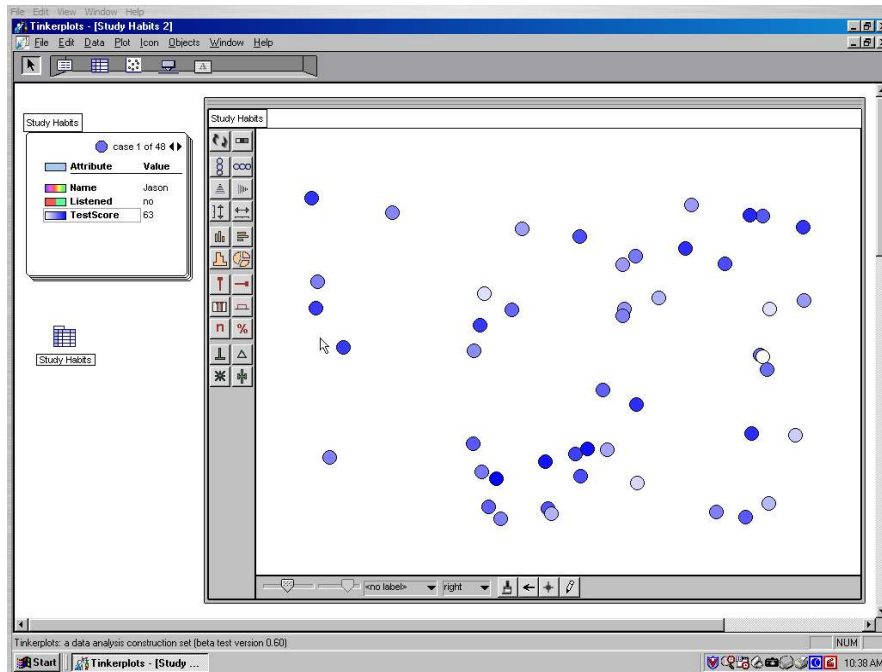 File Edit View Window Help
Tinkerplots - [Study Habits 2]
File Edit Data Plot Icon Objects Window Help
A
Study Habits
case 1 of 48
Attribute Value
Name Jason
Listened no
TestScore 63
Study Habits
Study Habits
n %
<no label> right
Tinkerplots: a data analysis construction set (beta test version 0.60)
NUM
Start Tinkerplots - [Study ...
10:38 AM